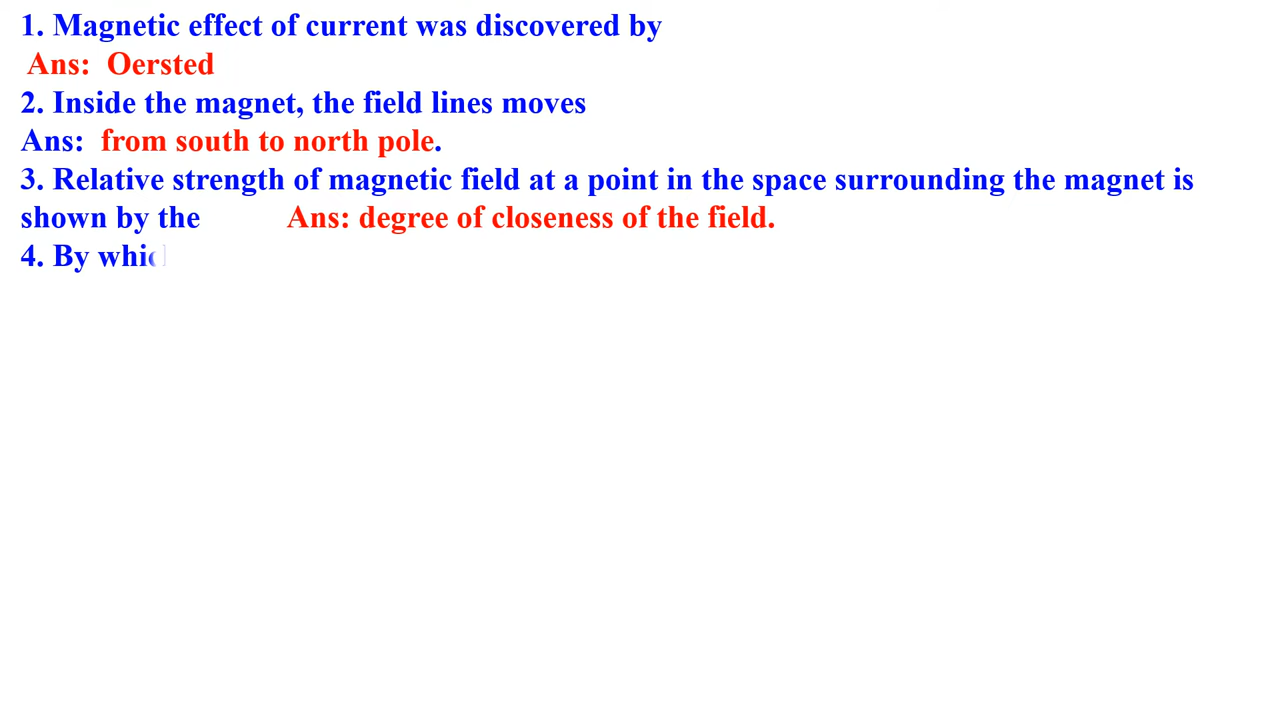 1. Magnetic effect of current was discovered by
Ans: Oersted
2. Inside the magnet, the field lines moves
Ans: from south to north pole.
3. Relative strength of magnetic field at a point in the space surrounding the magnet is
shown by the Ans: degree of closeness of the field.
4. By